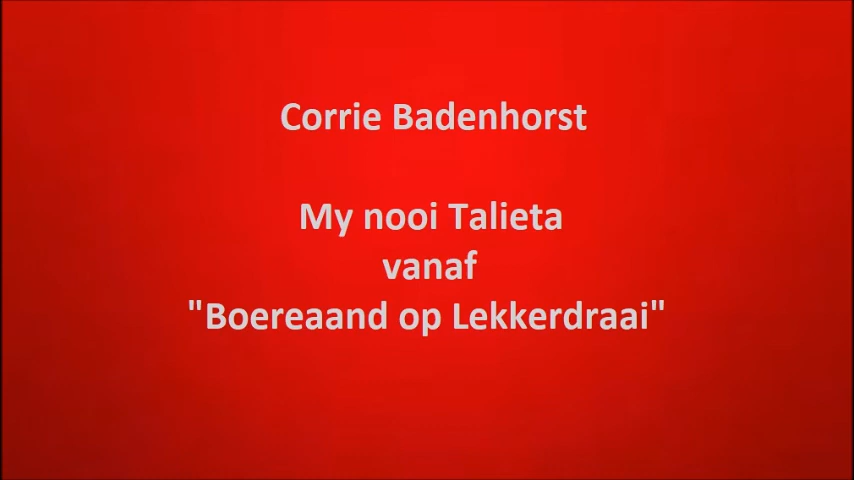 Corrie Badenhorst
My nooi Talieta
vanaf
"Boereaand op Lekkerdraai"